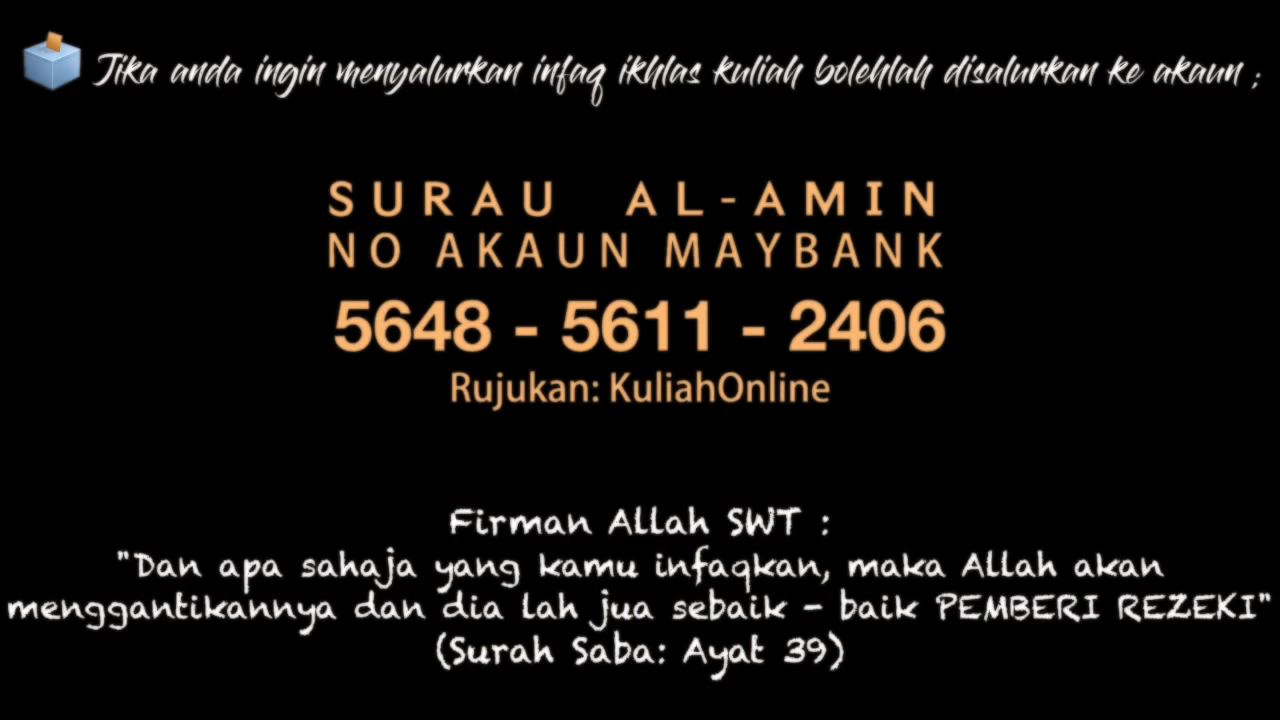 Jika anda ingin menyalurkan infaq ikhlas kuliah bolehlah disalurkan ke akaun ;
SURAU AL-AMIN
NO AKAUN MAYBANK
5648 - 5611 - 2406
Rujukan: KuliahOnline
Firman Allah SWT :
"Dan apa sahaja yang kamu infaqkan, maka Allah akan
menggantikannya dan dia lah jua sebaik - baik PEMBERI REZEKI"
(Surah Saba: Ayat 39)